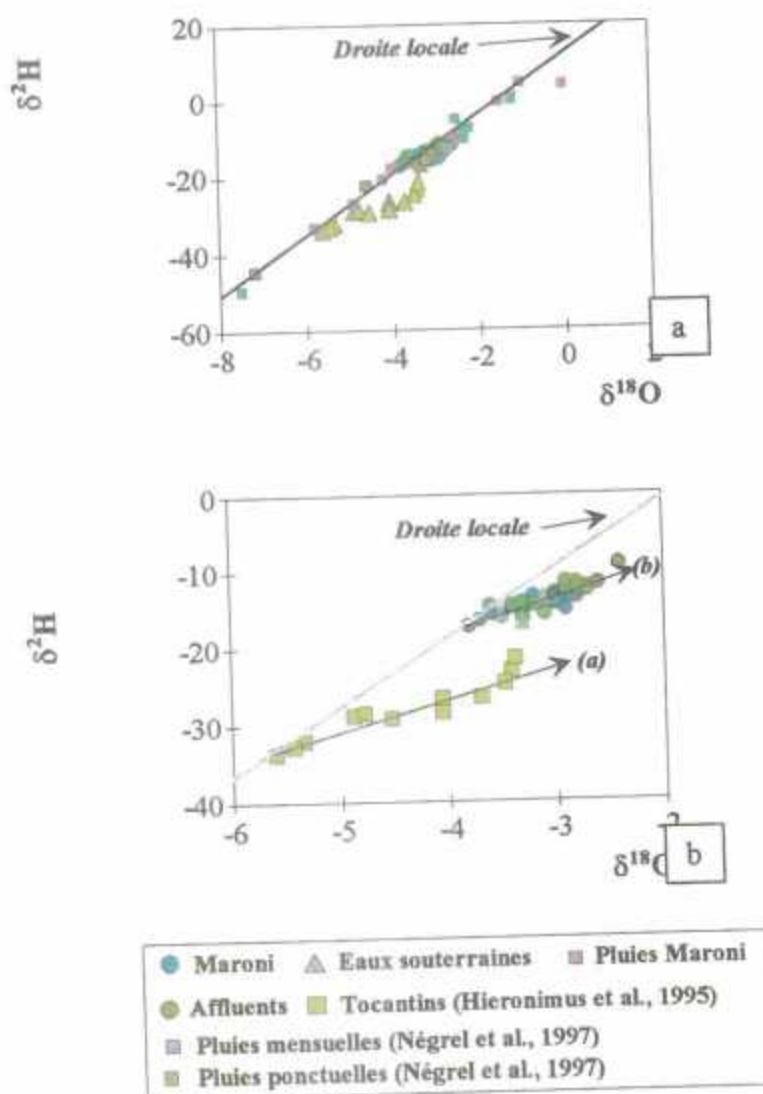 20
Droite locale
δ²H
0
-20
-40
-60
-8
-6
-4
-2
0
a
δ¹⁸O
0
Droite locale
-10
(b)
δ²H
-20
(a)
-30
-40
-6
-5
-4
-3
-2
b
δ¹⁸O
Maroni Eaux souterraines Pluies Maroni
Affluents Tocantins (Hieronimus et al., 1995)
Pluies mensuelles (Négrel et al., 1997)
Pluies ponctuelles (Négrel et al., 1997)